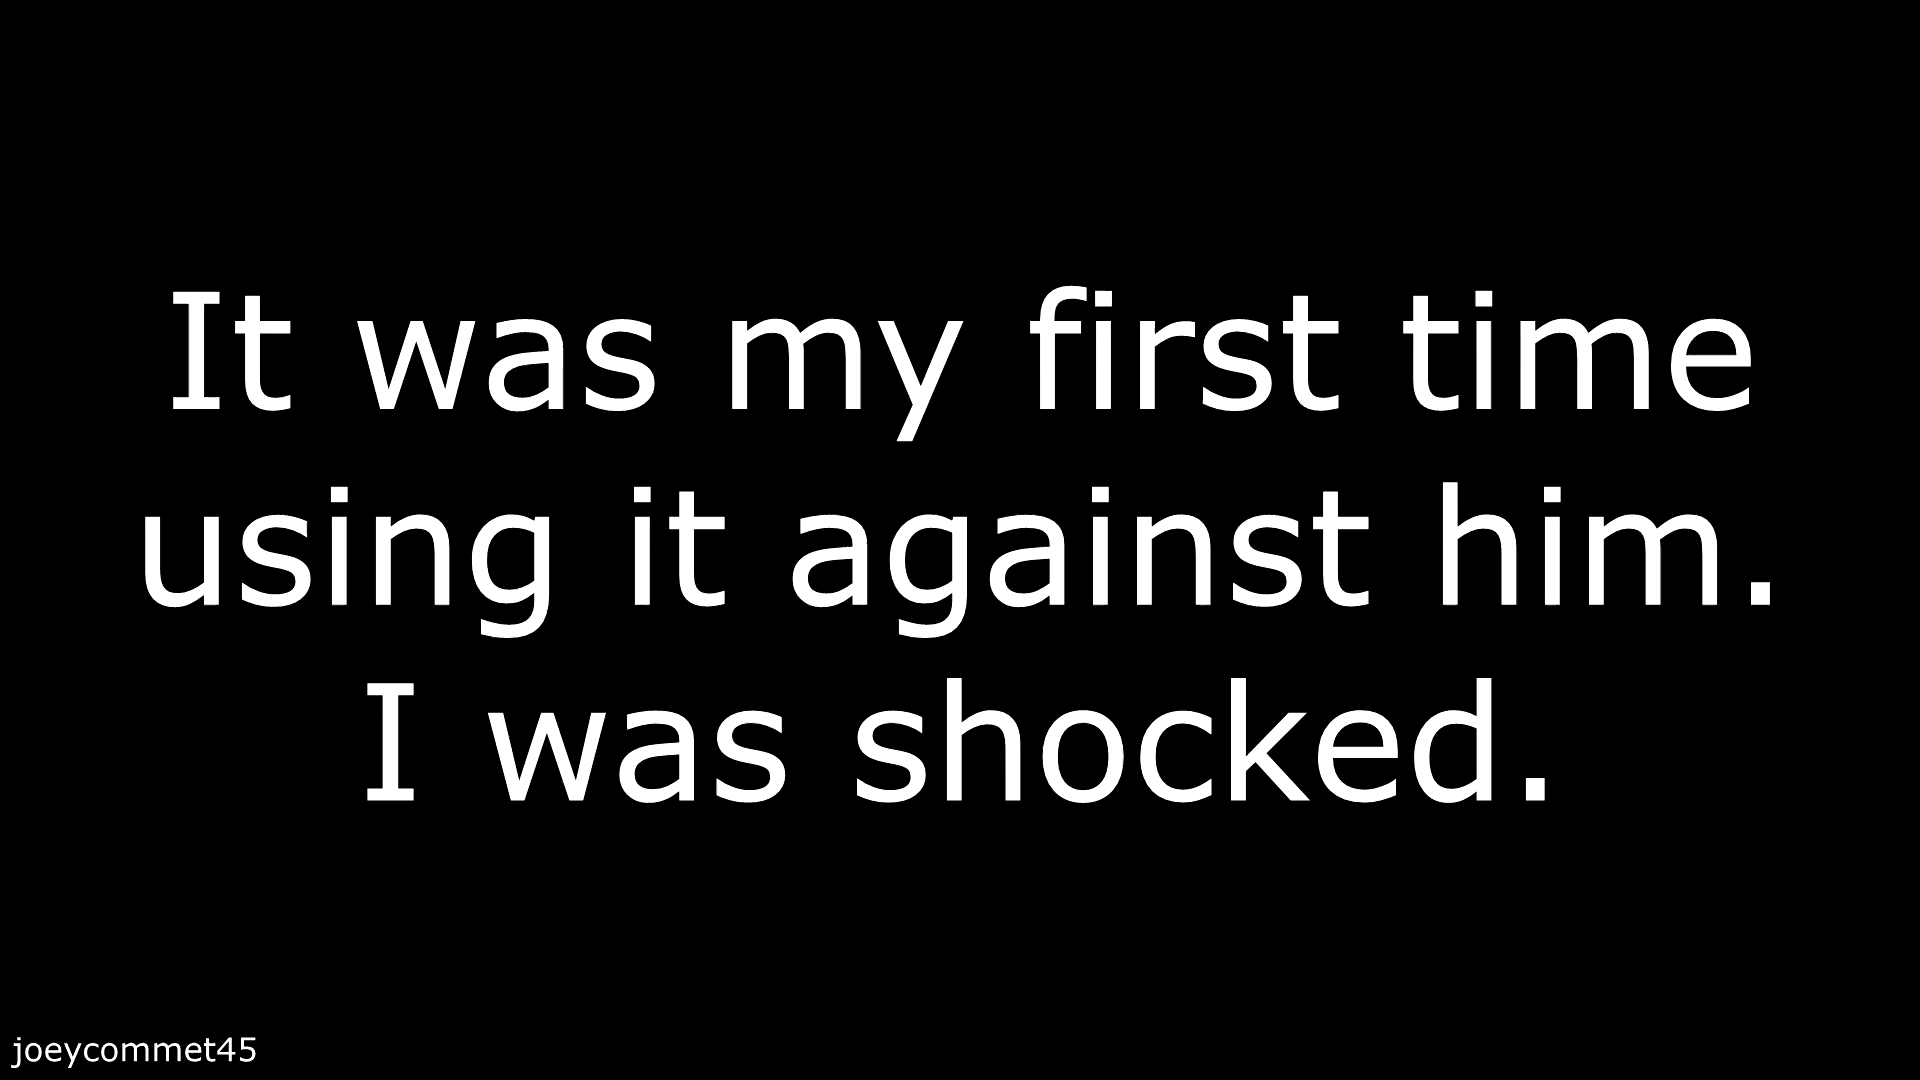 It was my first time
using it against him.
I was shocked.
joeycommet45